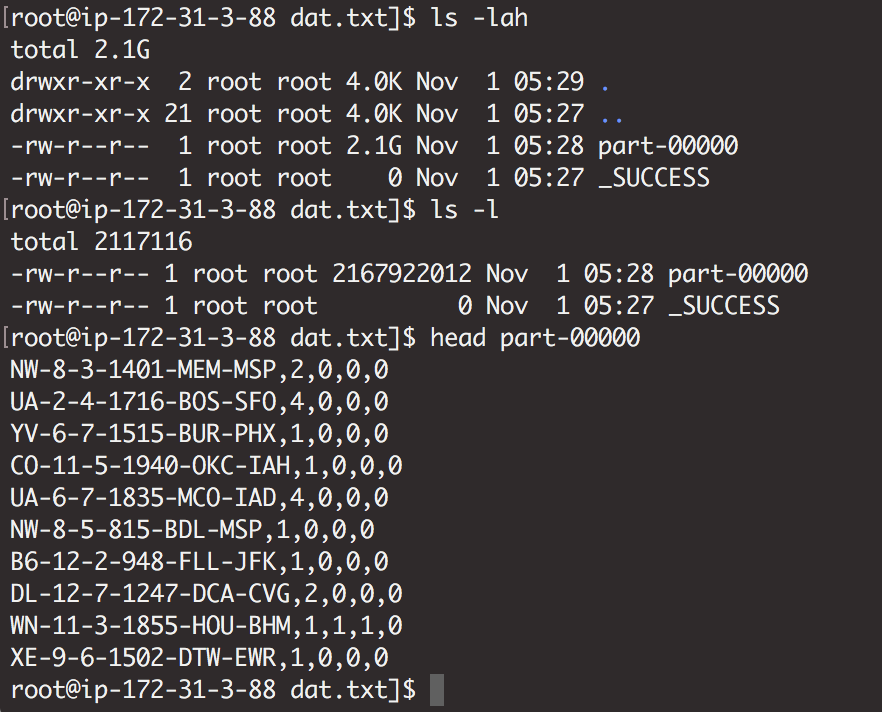 [root@ip-172-31-3-88 dat.txt]$ ls -lah
total 2.1G
drwxr-xr-x  2 root root 4.0K Nov  1 05:29 .
drwxr-xr-x 21 root root 4.0K Nov  1 05:27 ..
-rw-r--r--  1 root root 2.1G Nov  1 05:28 part-00000
-rw-r--r--  1 root root    0 Nov  1 05:27 _SUCCESS
[root@ip-172-31-3-88 dat.txt]$ ls -l
total 2117116
-rw-r--r-- 1 root root 2167922012 Nov  1 05:28 part-00000
-rw-r--r-- 1 root root          0 Nov  1 05:27 _SUCCESS
[root@ip-172-31-3-88 dat.txt]$ head part-00000
NW-8-3-1401-MEM-MSP,2,0,0,0
UA-2-4-1716-BOS-SFO,4,0,0,0
YV-6-7-1515-BUR-PHX,1,0,0,0
CO-11-5-1940-OKC-IAH,1,0,0,0
UA-6-7-1835-MCO-IAD,4,0,0,0
NW-8-5-815-BDL-MSP,1,0,0,0
B6-12-2-948-FLL-JFK,1,0,0,0
DL-12-7-1247-DCA-CVG,2,0,0,0
WN-11-3-1855-HOU-BHM,1,1,1,0
XE-9-6-1502-DTW-EWR,1,0,0,0
root@ip-172-31-3-88 dat.txt]$